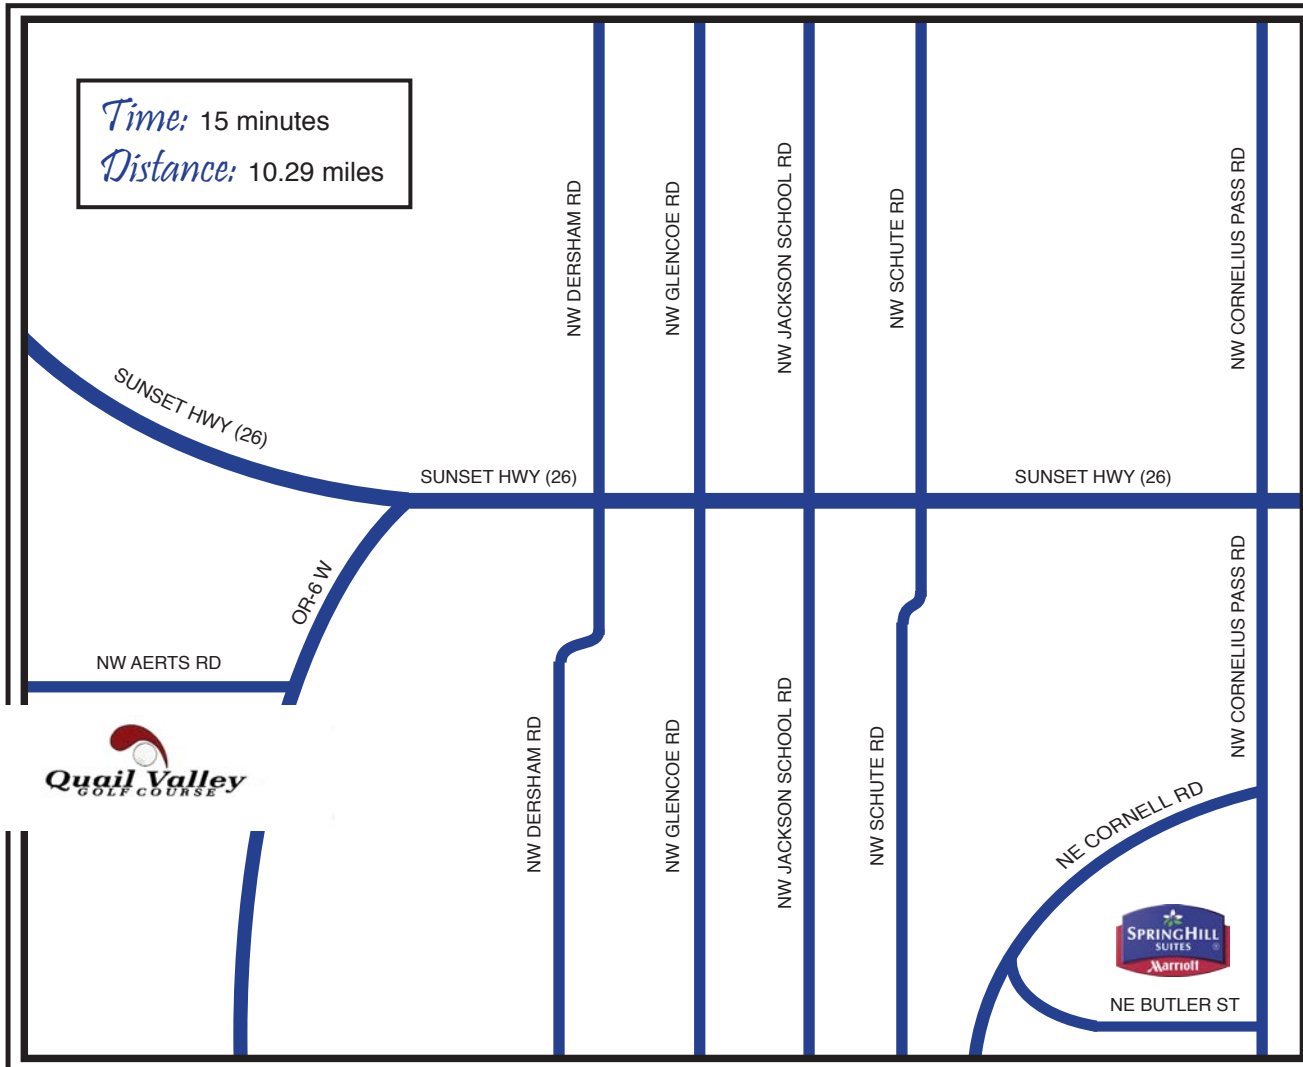 Time: 15 minutes
Distance: 10.29 miles
NW DERSHAM RD
NW GLENCOE RD
NW JACKSON SCHOOL RD
NW SCHUTE RD
NW CORNELIUS PASS RD
SUNSET HWY (26)
SUNSET HWY (26)
SUNSET HWY (26)
OR-6 W
NW AERTS RD
Quail Valley
GOLF COURSE
NW DERSHAM RD
NW GLENCOE RD
NW JACKSON SCHOOL RD
NW SCHUTE RD
NW CORNELIUS PASS RD
NE CORNELL RD
SPRINGHILL
SUITES ®
Marriott
NE BUTLER ST